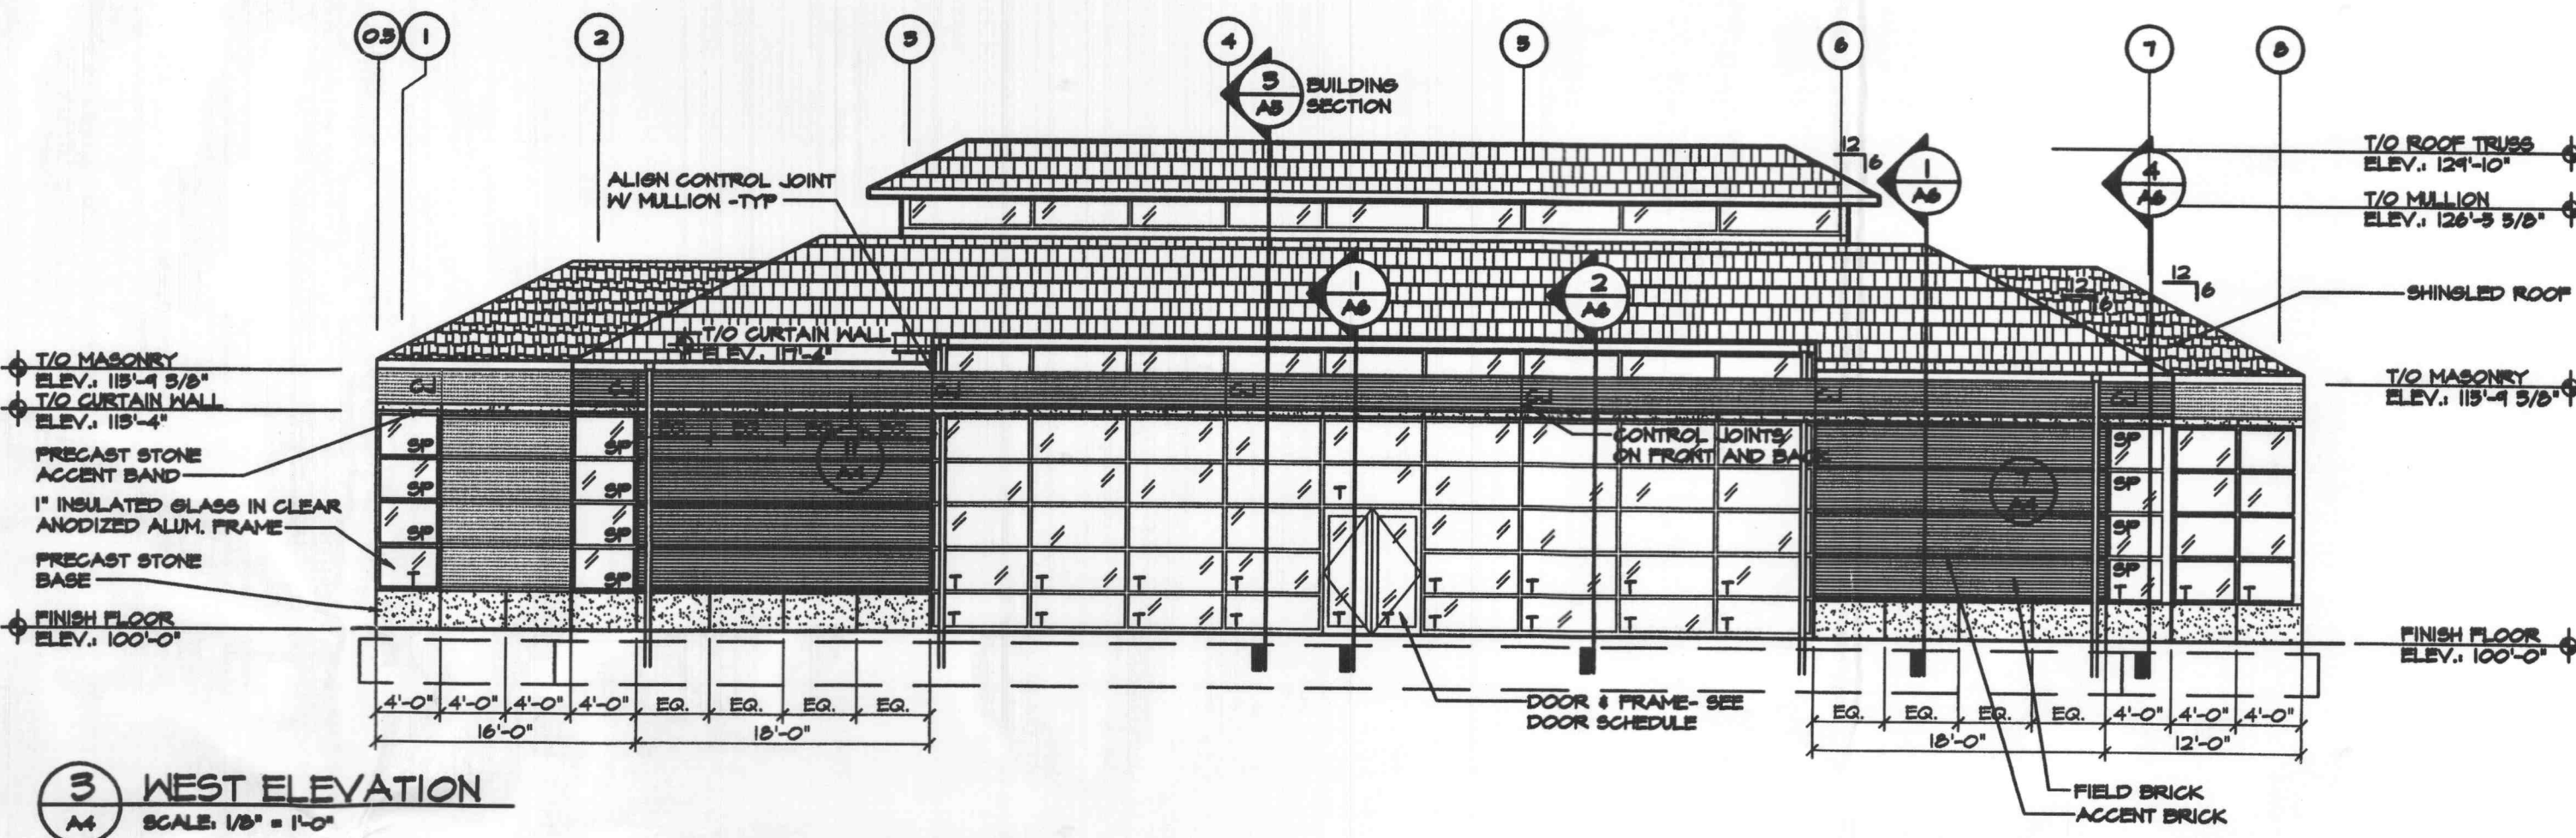 0.5
1
2
3
4
5
6
7
8
3
A5
BUILDING
SECTION
12
6
1
A6
4
A6
T/O ROOF TRUSS
ELEV.: 129'-10"
T/O MULLION
ELEV.: 126'-5 5/8"
ALIGN CONTROL JOINT
W/ MULLION -TYP
1
A6
2
A6
12
6
12
6
SHINGLED ROOF
T/O CURTAIN WALL
ELEV.: 117'-4"
T/O MASONRY
ELEV.: 115'-9 5/8"
T/O CURTAIN WALL
ELEV.: 115'-4"
T/O MASONRY
ELEV.: 115'-9 5/8"
CJ CJ CJ CJ CJ CJ CJ
PRECAST STONE
ACCENT BAND
1" INSULATED GLASS IN CLEAR
ANODIZED ALUM. FRAME
PRECAST STONE
BASE
FINISH FLOOR
ELEV.: 100'-0"
SP SP
SP SP
SP SP
T SP
EQ. EQ. EQ. EQ.
11
A4
CONTROL JOINTS
ON FRONT AND BACK
T
T T T T T T T T
T T T T T T T T T T
7
A4
SP
SP
SP
SP
T T T
FINISH FLOOR
ELEV.: 100'-0"
DOOR & FRAME- SEE
DOOR SCHEDULE
4'-0" 4'-0" 4'-0" 4'-0" EQ. EQ. EQ. EQ.
16'-0" 18'-0"
EQ. EQ. EQ. EQ. 4'-0" 4'-0" 4'-0"
18'-0" 12'-0"
FIELD BRICK
ACCENT BRICK
3
A4
WEST ELEVATION
SCALE: 1/8" = 1'-0"